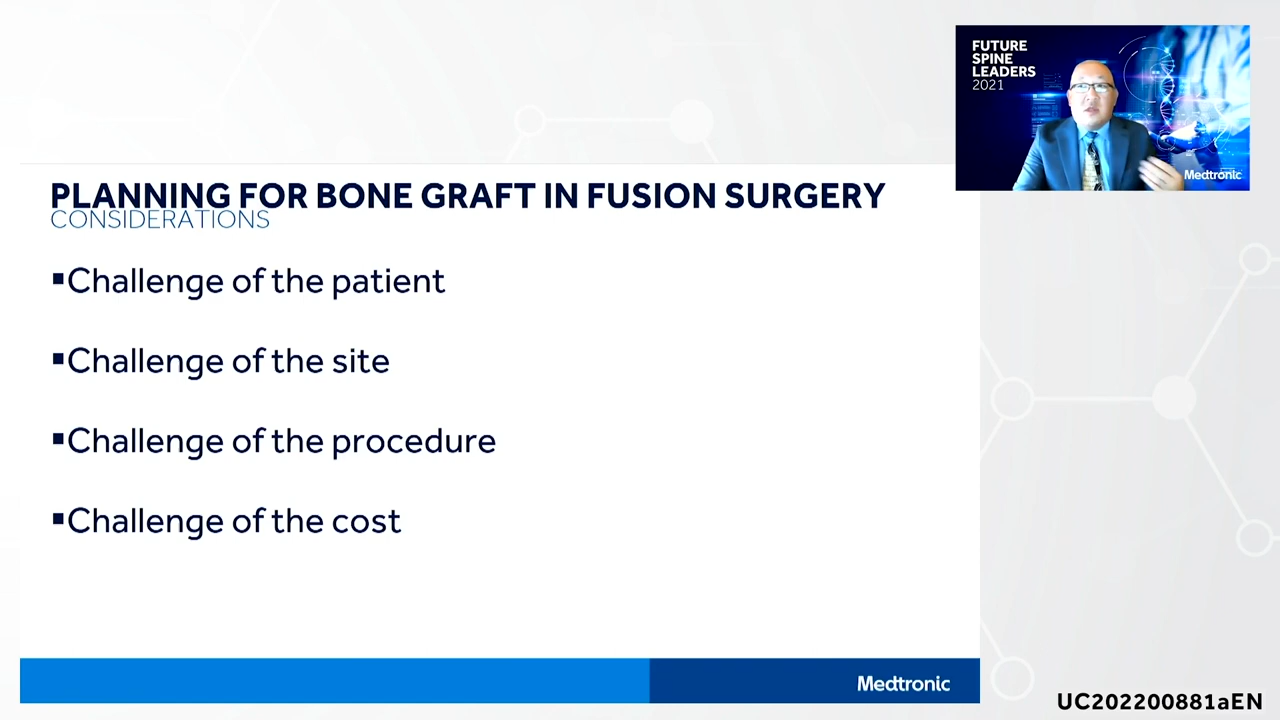 FUTURE
SPINE
LEADERS
2021
Medtronic
PLANNING FOR BONE GRAFT IN FUSION SURGERY
CONSIDERATIONS
▪Challenge of the patient
▪Challenge of the site
▪Challenge of the procedure
▪Challenge of the cost
Medtronic
UC202200881aEN